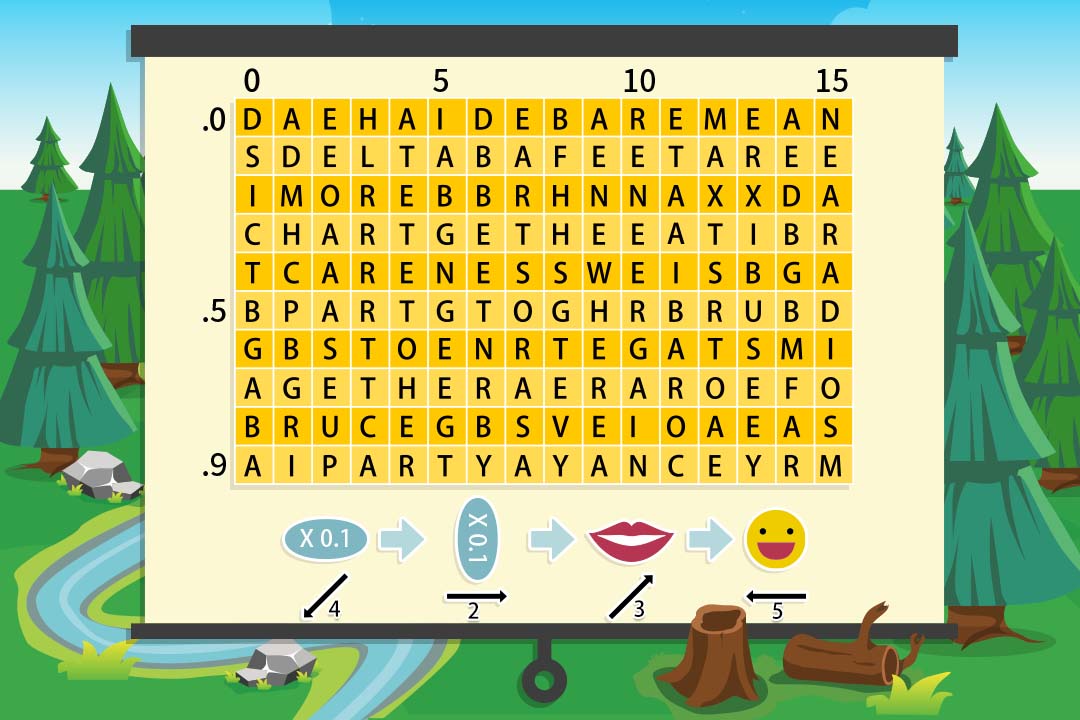 0 5 10 15
.0 D A E H A I D E B A R E M E A N
S D E L T A B A F E E T A R E E
I M O R E B B R H N N A X X D A
C H A R T G E T H E E A T I B R
T C A R E N E S S W E I S B G A
.5 B P A R T G T O G H R B R U B D
G B S T O E N R T E G A T S M I
A G E T H E R A E R A R O E F O
B R U C E G B S V E I O A E A S
.9 A I P A R T Y A Y A N C E Y R M
X 0.1 X 0.1
4 2 3 5